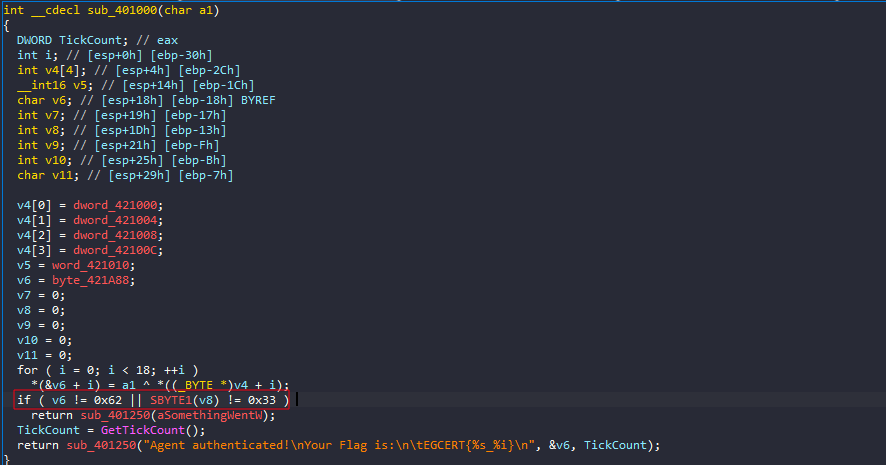 int __cdecl sub_401000(char a1)
{
  DWORD TickCount; // eax
  int i; // [esp+0h] [ebp-30h]
  int v4[4]; // [esp+4h] [ebp-2Ch]
  __int16 v5; // [esp+14h] [ebp-1Ch]
  char v6; // [esp+18h] [ebp-18h] BYREF
  int v7; // [esp+19h] [ebp-17h]
  int v8; // [esp+1Dh] [ebp-13h]
  int v9; // [esp+21h] [ebp-Fh]
  int v10; // [esp+25h] [ebp-Bh]
  char v11; // [esp+29h] [ebp-7h]

  v4[0] = dword_421000;
  v4[1] = dword_421004;
  v4[2] = dword_421008;
  v4[3] = dword_42100C;
  v5 = word_421010;
  v6 = byte_421A88;
  v7 = 0;
  v8 = 0;
  v9 = 0;
  v10 = 0;
  v11 = 0;
  for ( i = 0; i < 18; ++i )
    *(&v6 + i) = a1 ^ *((_BYTE *)v4 + i);
  if ( v6 != 0x62 || SBYTE1(v8) != 0x33 )
    return sub_401250(aSomethingWentW);
  TickCount = GetTickCount();
  return sub_401250("Agent authenticated!\nYour Flag is:\n\tEGCERT{%s_%i}\n", &v6, TickCount);
}